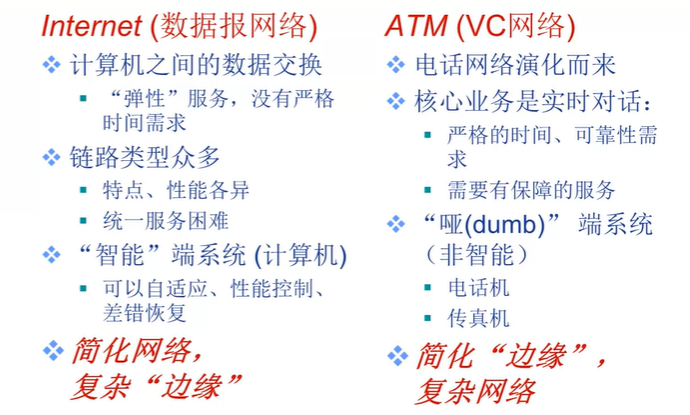 Internet (数据报网络)
计算机之间的数据交换
“弹性”服务，没有严格
时间需求
链路类型众多
特点、性能各异
统一服务困难
“智能”端系统 (计算机)
可以自适应、性能控制、
差错恢复
简化网络，
复杂“边缘”
ATM (VC网络)
电话网络演化而来
核心业务是实时对话：
严格的时间、可靠性需
求
需要有保障的服务
“哑(dumb)” 端系统
（非智能）
电话机
传真机
简化“边缘”，
复杂网络